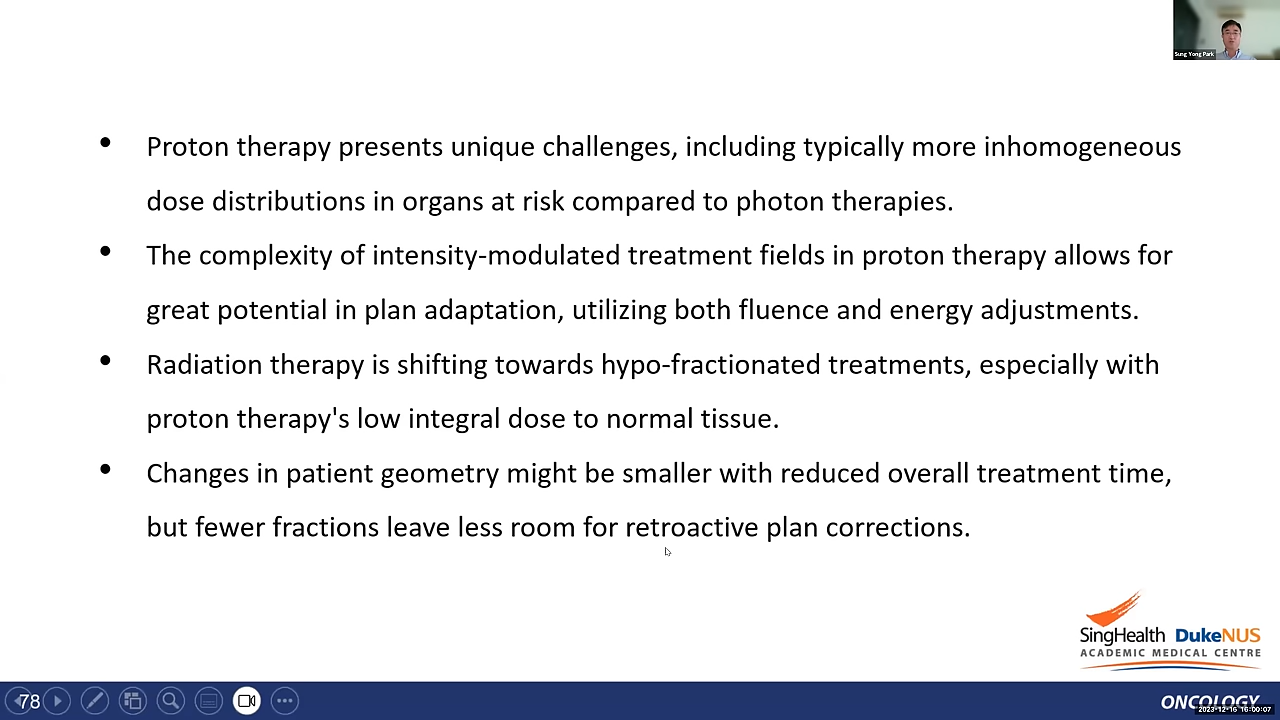 Sung Yong Park
• Proton therapy presents unique challenges, including typically more inhomogeneous
dose distributions in organs at risk compared to photon therapies.
• The complexity of intensity-modulated treatment fields in proton therapy allows for
great potential in plan adaptation, utilizing both fluence and energy adjustments.
• Radiation therapy is shifting towards hypo-fractionated treatments, especially with
proton therapy's low integral dose to normal tissue.
• Changes in patient geometry might be smaller with reduced overall treatment time,
but fewer fractions leave less room for retroactive plan corrections.
SingHealth DukeNUS
ACADEMIC MEDICAL CENTRE
78
ONCOLOGY
2023-12-16 16:00:07